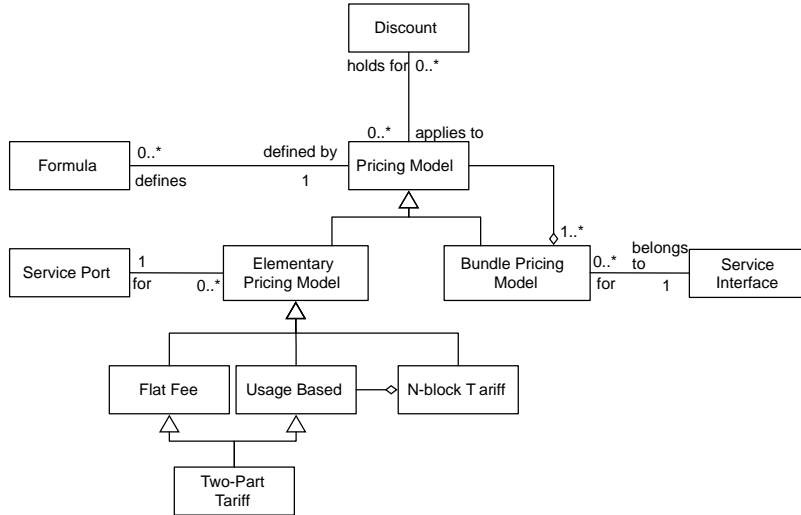 Discount
holds for 0..*
0..* applies to
Formula
0..*
defines
defined by
1
Pricing Model
1..*
Service Port
1
for
0..*
Elementary
Pricing Model
Bundle Pricing
Model
0..*
for
belongs
to
1
Service
Interface
Flat Fee
Usage Based
N-block T ariff
Two-Part
Tariff